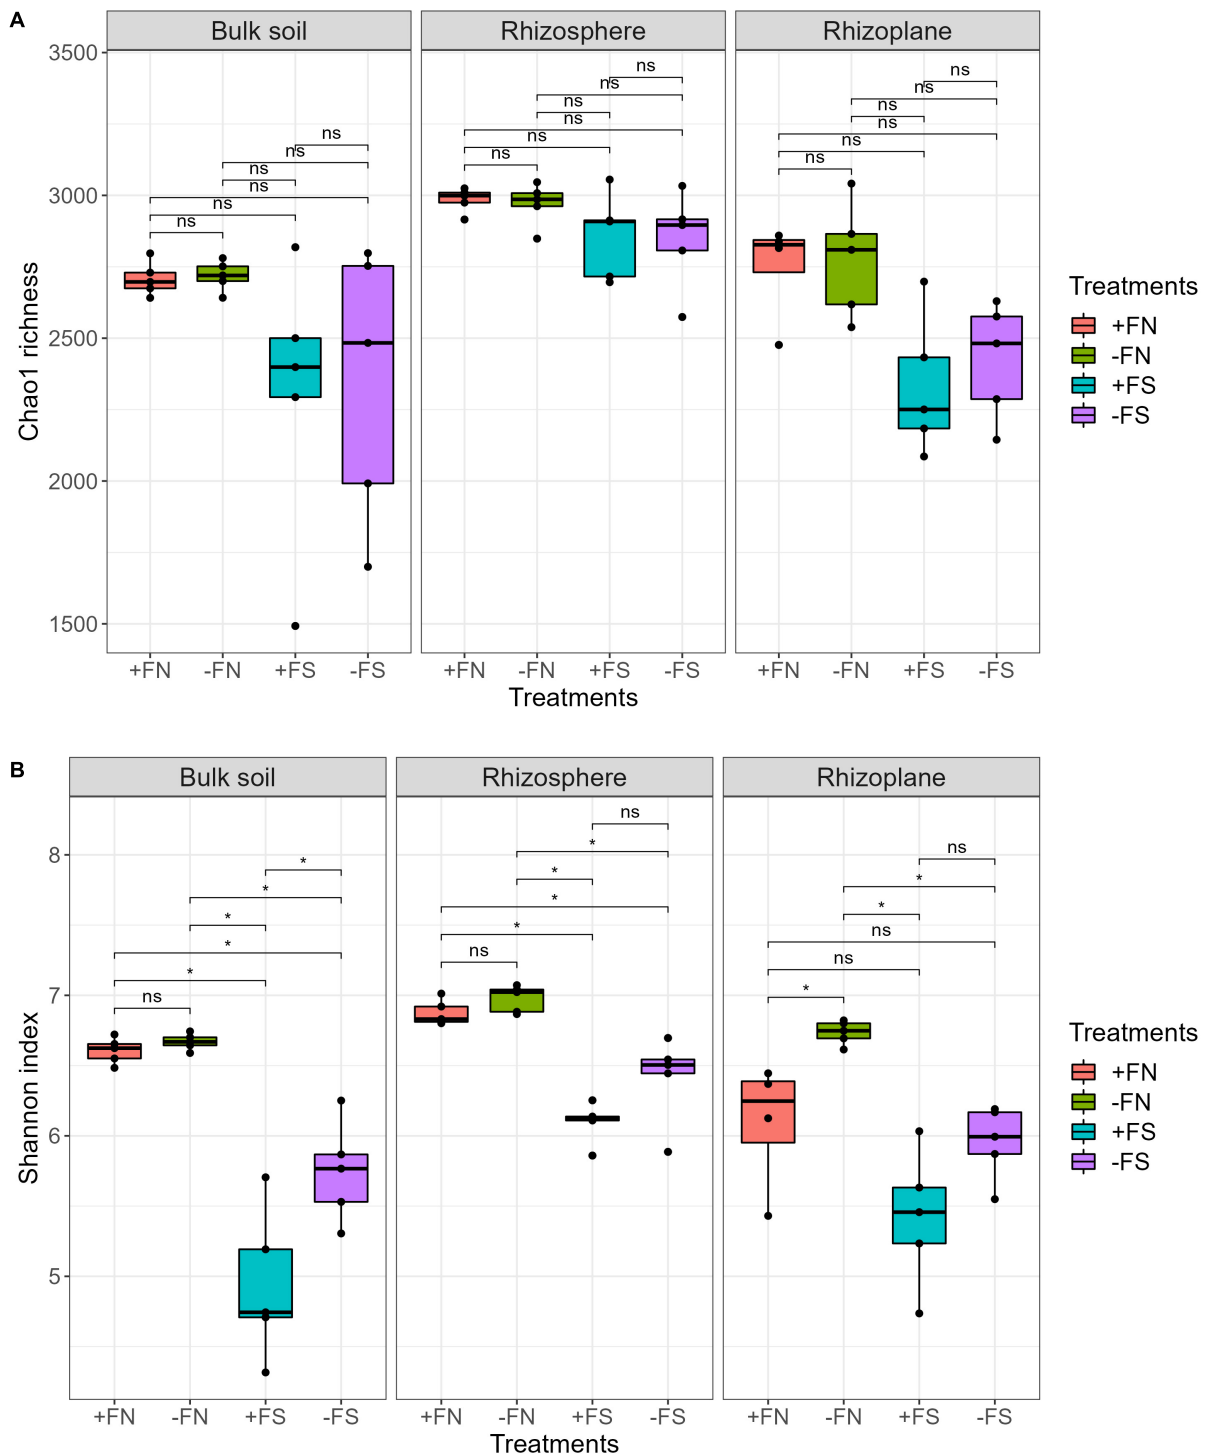 A
Bulk soil Rhizosphere Rhizoplane
3500
3000
2500
2000
1500
Chao1 richness
ns ns ns ns ns ns
ns ns ns ns ns ns
ns ns ns ns ns ns
+FN -FN +FS -FS +FN -FN +FS -FS +FN -FN +FS -FS
Treatments
Treatments
+FN
-FN
+FS
-FS
B
Bulk soil Rhizosphere Rhizoplane
8
7
6
5
Shannon index
* * * * * ns
ns * * * * ns
ns * * ns ns *
+FN -FN +FS -FS +FN -FN +FS -FS +FN -FN +FS -FS
Treatments
Treatments
+FN
-FN
+FS
-FS